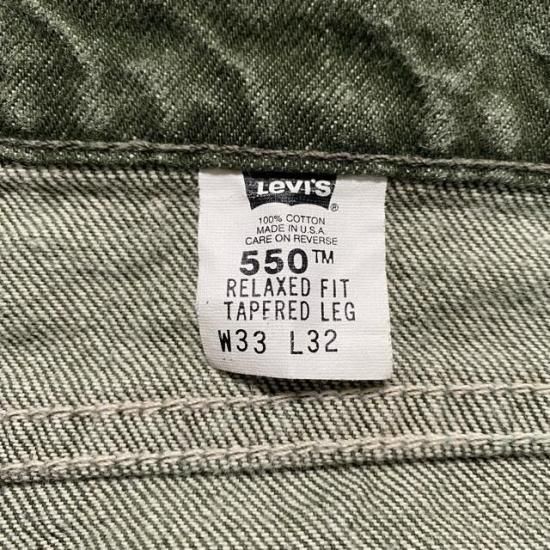 Levi's ®
100% COTTON
MADE IN U.S.A.
CARE ON REVERSE
550™
RELAXED FIT
TAPERED LEG
W33 L32